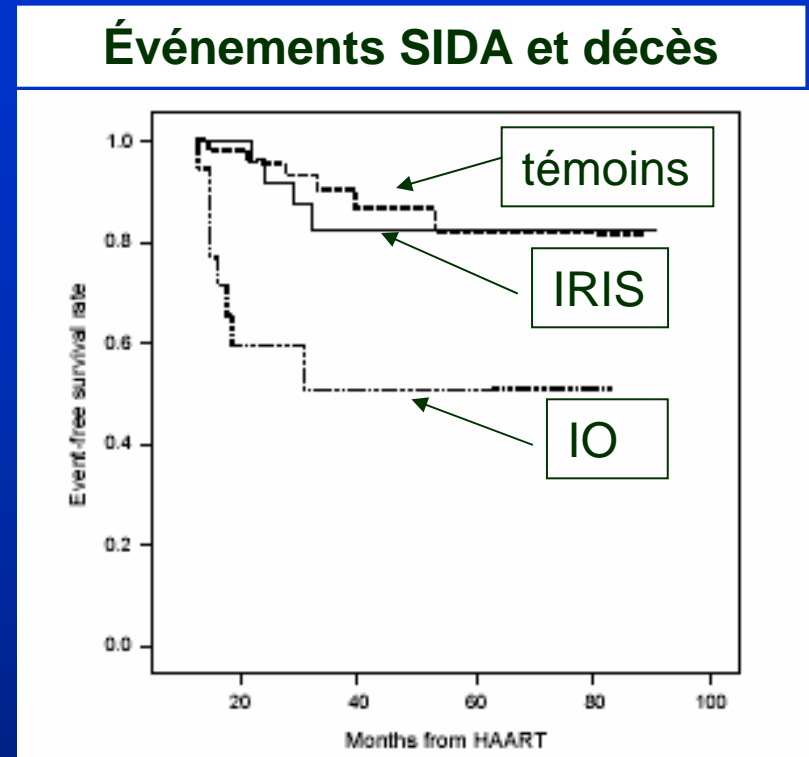 Événements SIDA et décès
1.0
0.8
0.6
0.4
0.2
0.0
Event-free survival rate
témoins
IRIS
IO
20 40 60 80 100
Months from HAART